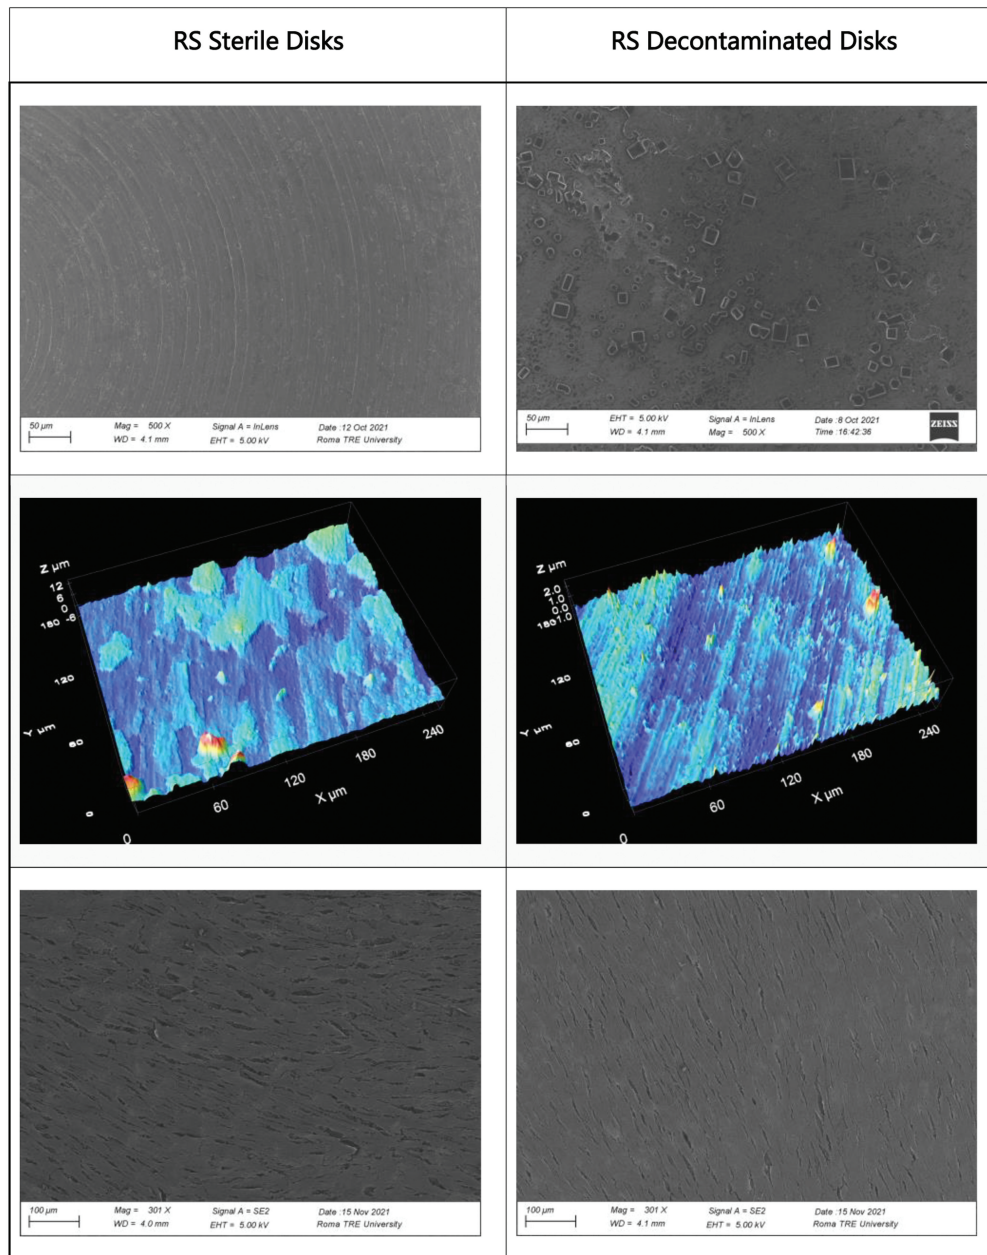 RS Sterile Disks
RS Decontaminated Disks
50 µm
Mag = 500 X
Signal A = InLens
Date :12 Oct 2021
WD = 4.1 mm
EHT = 5.00 kV
Roma TRE University
50 µm
EHT = 5.00 kV
Signal A = InLens
Date :8 Oct 2021
WD = 4.1 mm
Mag = 500 X
Time :16:42:36
ZEISS
Z µm
12
6
0
-6
180
120
Y µm
60
0
0
60
120
X µm
180
240
Z µm
2.0
1.0
0.0
-1.0
180
120
Y µm
60
0
0
60
120
X µm
180
240
100 µm
Mag = 301 X
Signal A = SE2
Date :15 Nov 2021
WD = 4.0 mm
EHT = 5.00 kV
Roma TRE University
100 µm
Mag = 301 X
Signal A = SE2
Date :15 Nov 2021
WD = 4.1 mm
EHT = 5.00 kV
Roma TRE University